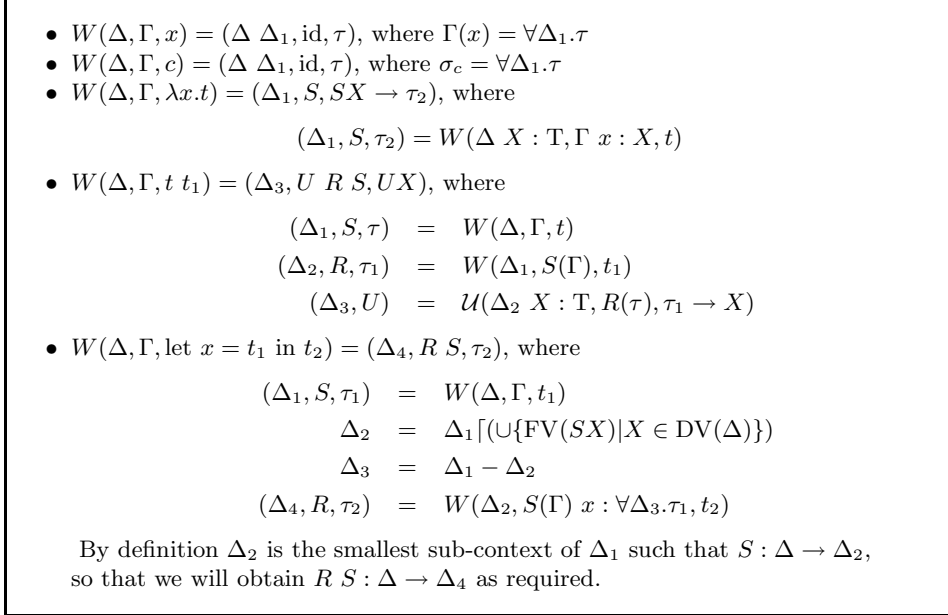 • W(Δ, Γ, x) = (Δ Δ₁, id, τ), where Γ(x) = ∀Δ₁.τ
• W(Δ, Γ, c) = (Δ Δ₁, id, τ), where σ_c = ∀Δ₁.τ
• W(Δ, Γ, λx.t) = (Δ₁, S, SX → τ₂), where
(Δ₁, S, τ₂) = W(Δ X : T, Γ x : X, t)
• W(Δ, Γ, t t₁) = (Δ₃, U R S, UX), where
(Δ₁, S, τ) = W(Δ, Γ, t)
(Δ₂, R, τ₁) = W(Δ₁, S(Γ), t₁)
(Δ₃, U) = 𝒰(Δ₂ X : T, R(τ), τ₁ → X)
• W(Δ, Γ, let x = t₁ in t₂) = (Δ₄, R S, τ₂), where
(Δ₁, S, τ₁) = W(Δ, Γ, t₁)
Δ₂ = Δ₁⌈(∪{FV(SX)|X ∈ DV(Δ)})
Δ₃ = Δ₁ − Δ₂
(Δ₄, R, τ₂) = W(Δ₂, S(Γ) x : ∀Δ₃.τ₁, t₂)
By definition Δ₂ is the smallest sub-context of Δ₁ such that S : Δ → Δ₂,
so that we will obtain R S : Δ → Δ₄ as required.